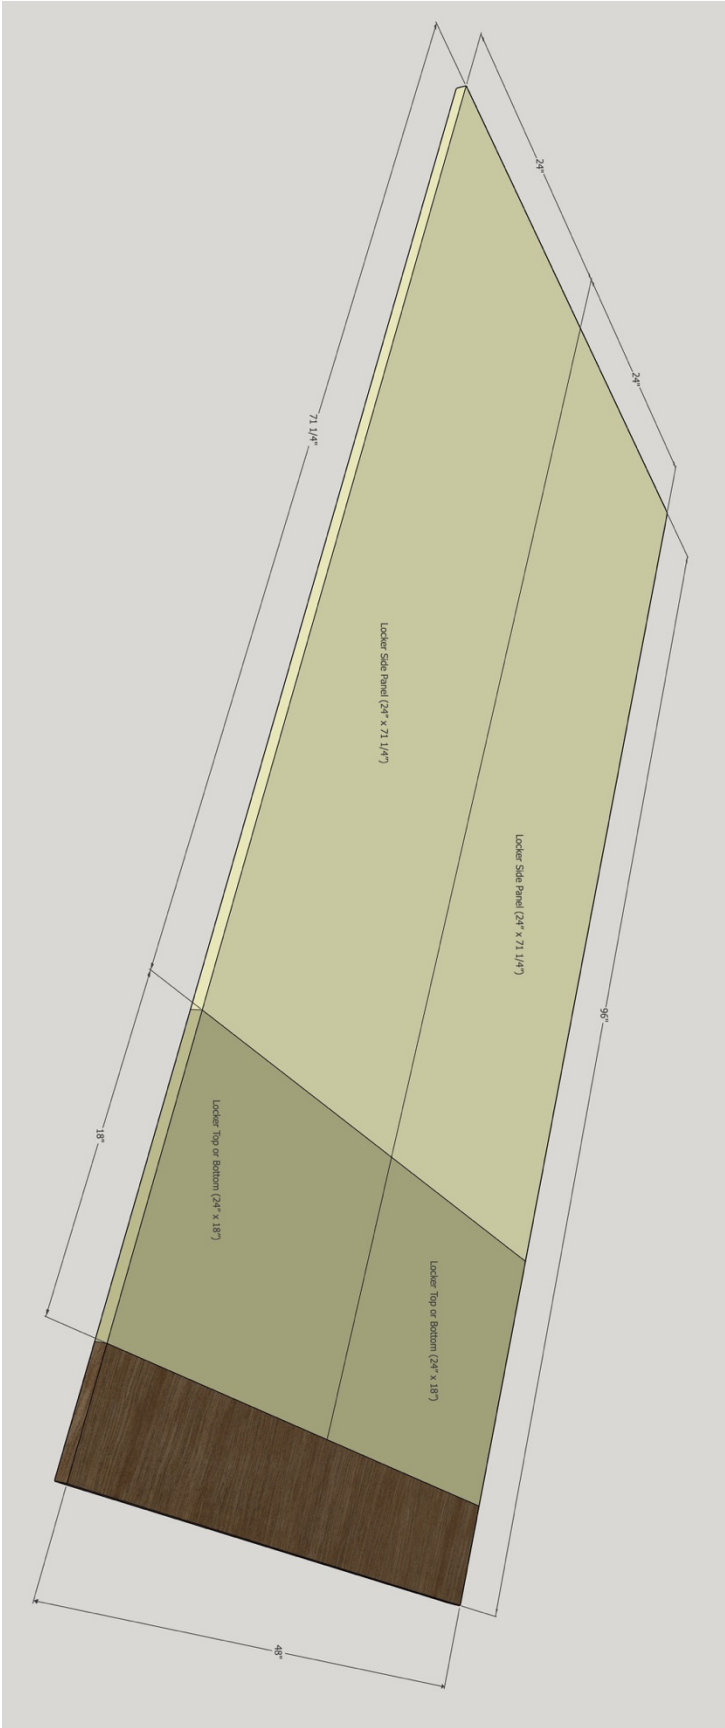 24"
24"
71 1/4"
Locker Side Panel (24" x 71 1/4")
Locker Side Panel (24" x 71 1/4")
96"
18"
Locker Top or Bottom (24" x 18")
Locker Top or Bottom (24" x 18")
48"